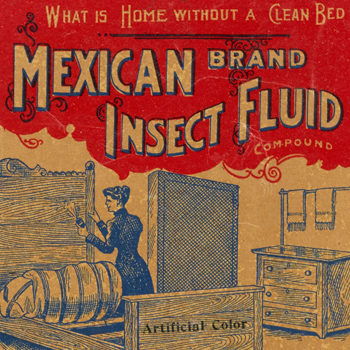 WHAT IS HOME WITHOUT A CLEAN BED
MEXICAN BRAND
INSECT FLUID
COMPOUND
Artificial Color